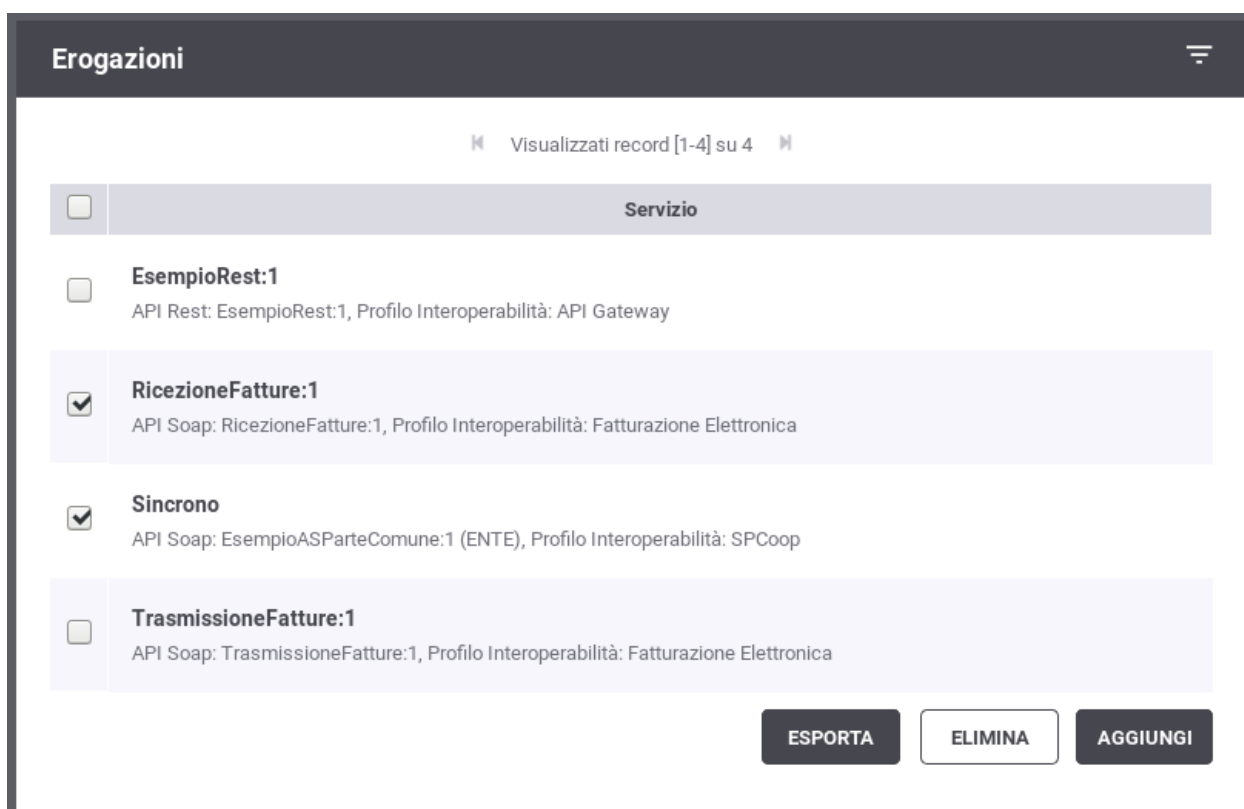 Erogazioni
Visualizzati record [1-4] su 4
Servizio
EsempioRest:1
API Rest: EsempioRest:1, Profilo Interoperabilità: API Gateway
RicezioneFatture:1
API Soap: RicezioneFatture:1, Profilo Interoperabilità: Fatturazione Elettronica
Sincrono
API Soap: EsempioASParteComune:1 (ENTE), Profilo Interoperabilità: SPCoop
TrasmissioneFatture:1
API Soap: TrasmissioneFatture:1, Profilo Interoperabilità: Fatturazione Elettronica
ESPORTA ELIMINA AGGIUNGI